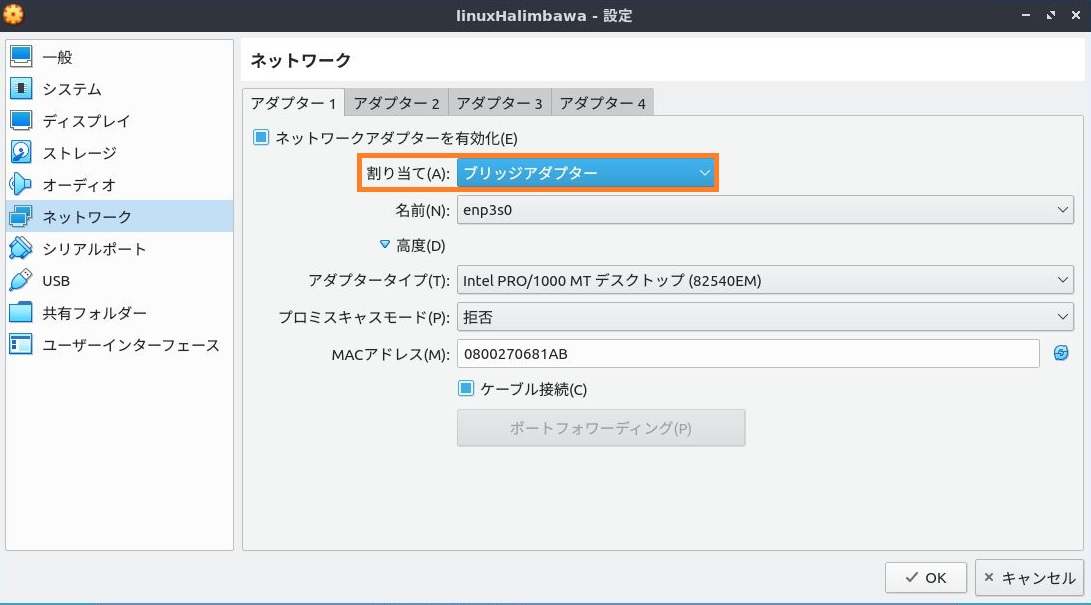 linuxHalimbawa - 設定
一般
システム
ディスプレイ
ストレージ
オーディオ
ネットワーク
シリアルポート
USB
共有フォルダー
ユーザーインターフェース
ネットワーク
アダプター 1 アダプター 2 アダプター 3 アダプター 4
ネットワークアダプターを有効化(E)
割り当て(A): ブリッジアダプター
名前(N): enp3s0
高度(D)
アダプタータイプ(T): Intel PRO/1000 MT デスクトップ (82540EM)
プロミスキャスモード(P): 拒否
MACアドレス(M): 0800270681AB
ケーブル接続(C)
ポートフォワーディング(P)
OK キャンセル